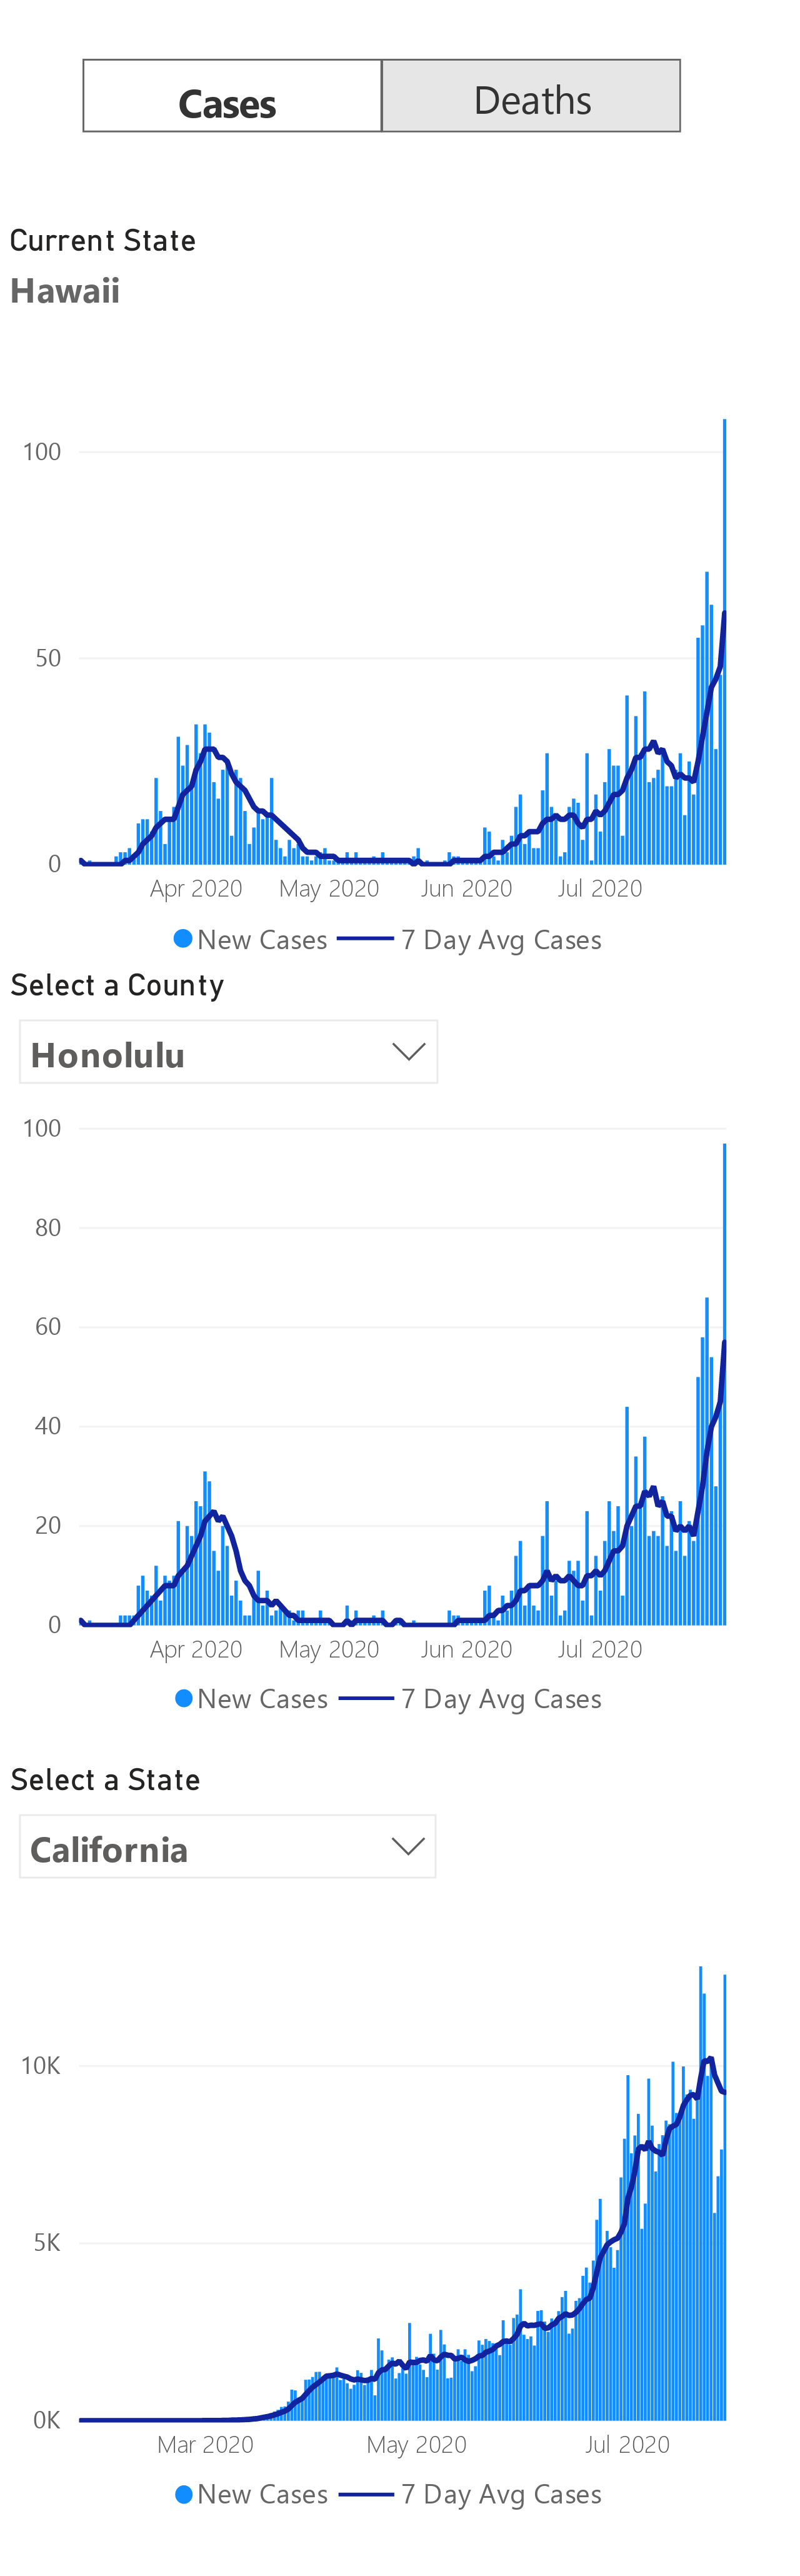 Cases Deaths
Current State
Hawaii
100
50
0
Apr 2020 May 2020 Jun 2020 Jul 2020
New Cases 7 Day Avg Cases
Select a County
Honolulu
100
80
60
40
20
0
Apr 2020 May 2020 Jun 2020 Jul 2020
New Cases 7 Day Avg Cases
Select a State
California
10K
5K
0K
Mar 2020 May 2020 Jul 2020
New Cases 7 Day Avg Cases